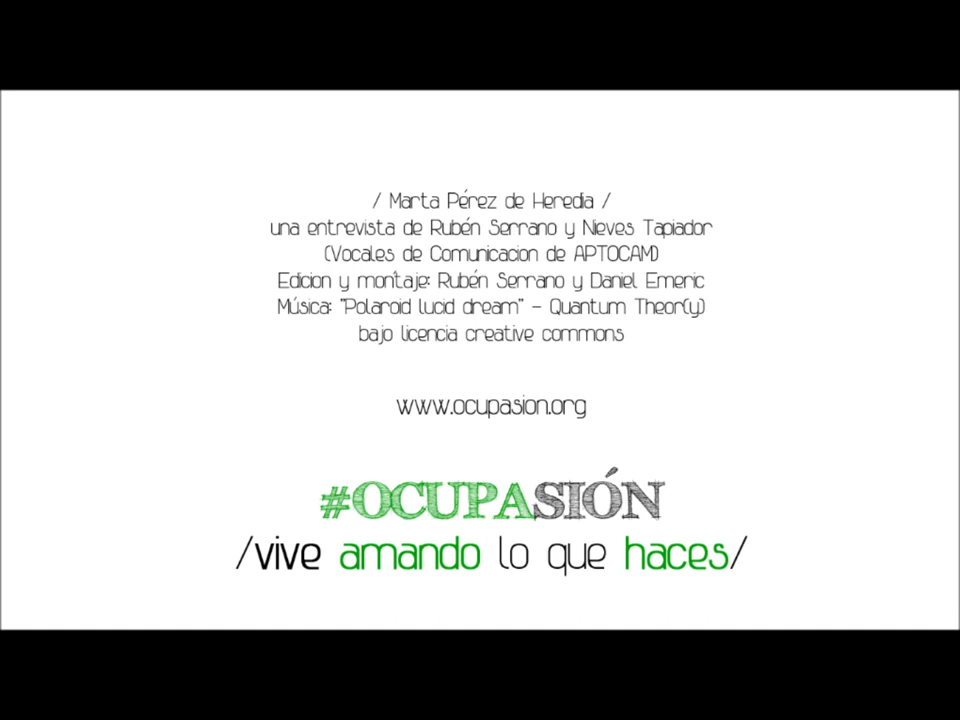 / Marta Pérez de Heredia /
una entrevista de Rubén Serrano y Nieves Tapiador
(Vocales de Comunicacion de APTOCAM)
Edicion y montaje: Rubén Serrano y Daniel Emeric
Música: "Polaroid lucid dream" - Quantum Theor(y)
bajo licencia creative commons
www.ocupasion.org
#OCUPASIÓN
/vive amando lo que haces/